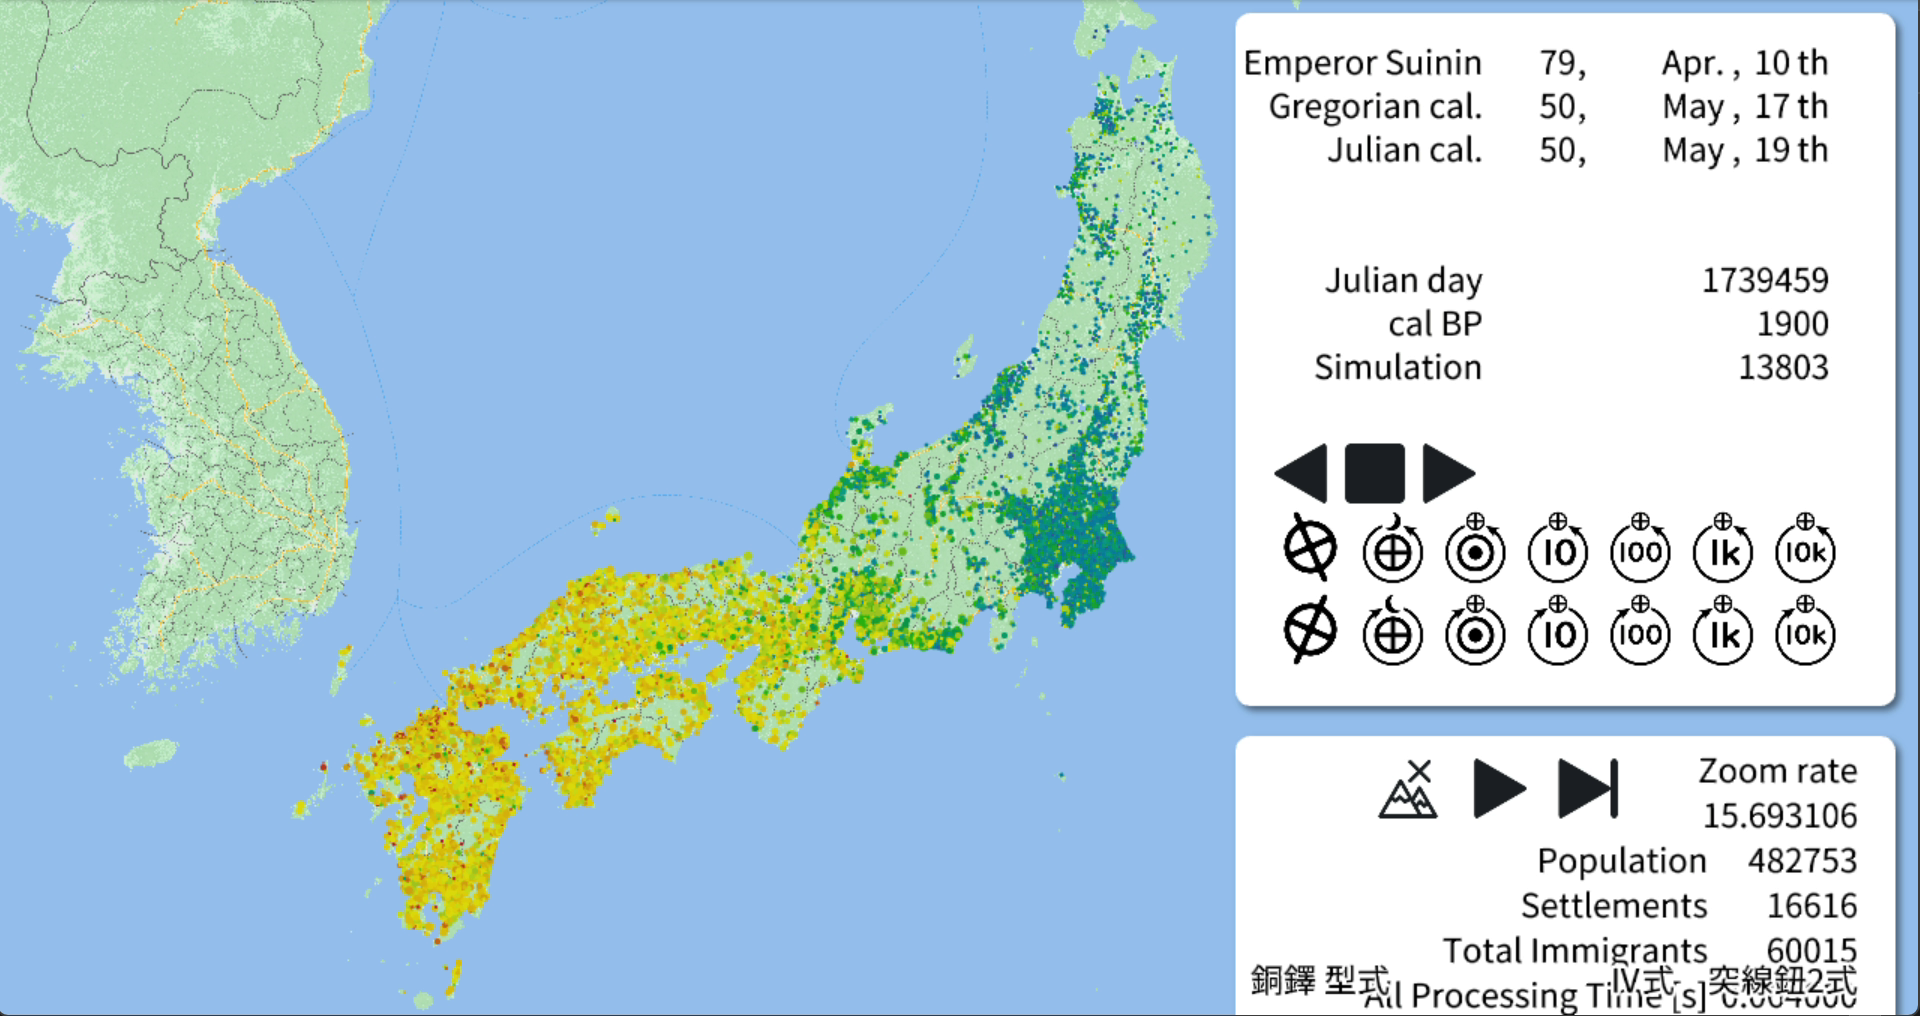 Emperor Suinin 79, Apr. , 10 th
Gregorian cal. 50, May , 17 th
Julian cal. 50, May , 19 th
Julian day 1739459
cal BP 1900
Simulation 13803
10 100 1k 10k
10 100 1k 10k
Zoom rate
15.693106
Population 482753
Settlements 16616
Total Immigrants 60015
銅鐸 型式 Ⅳ式 突線鈕2式
All Processing Time [s] 0.004000